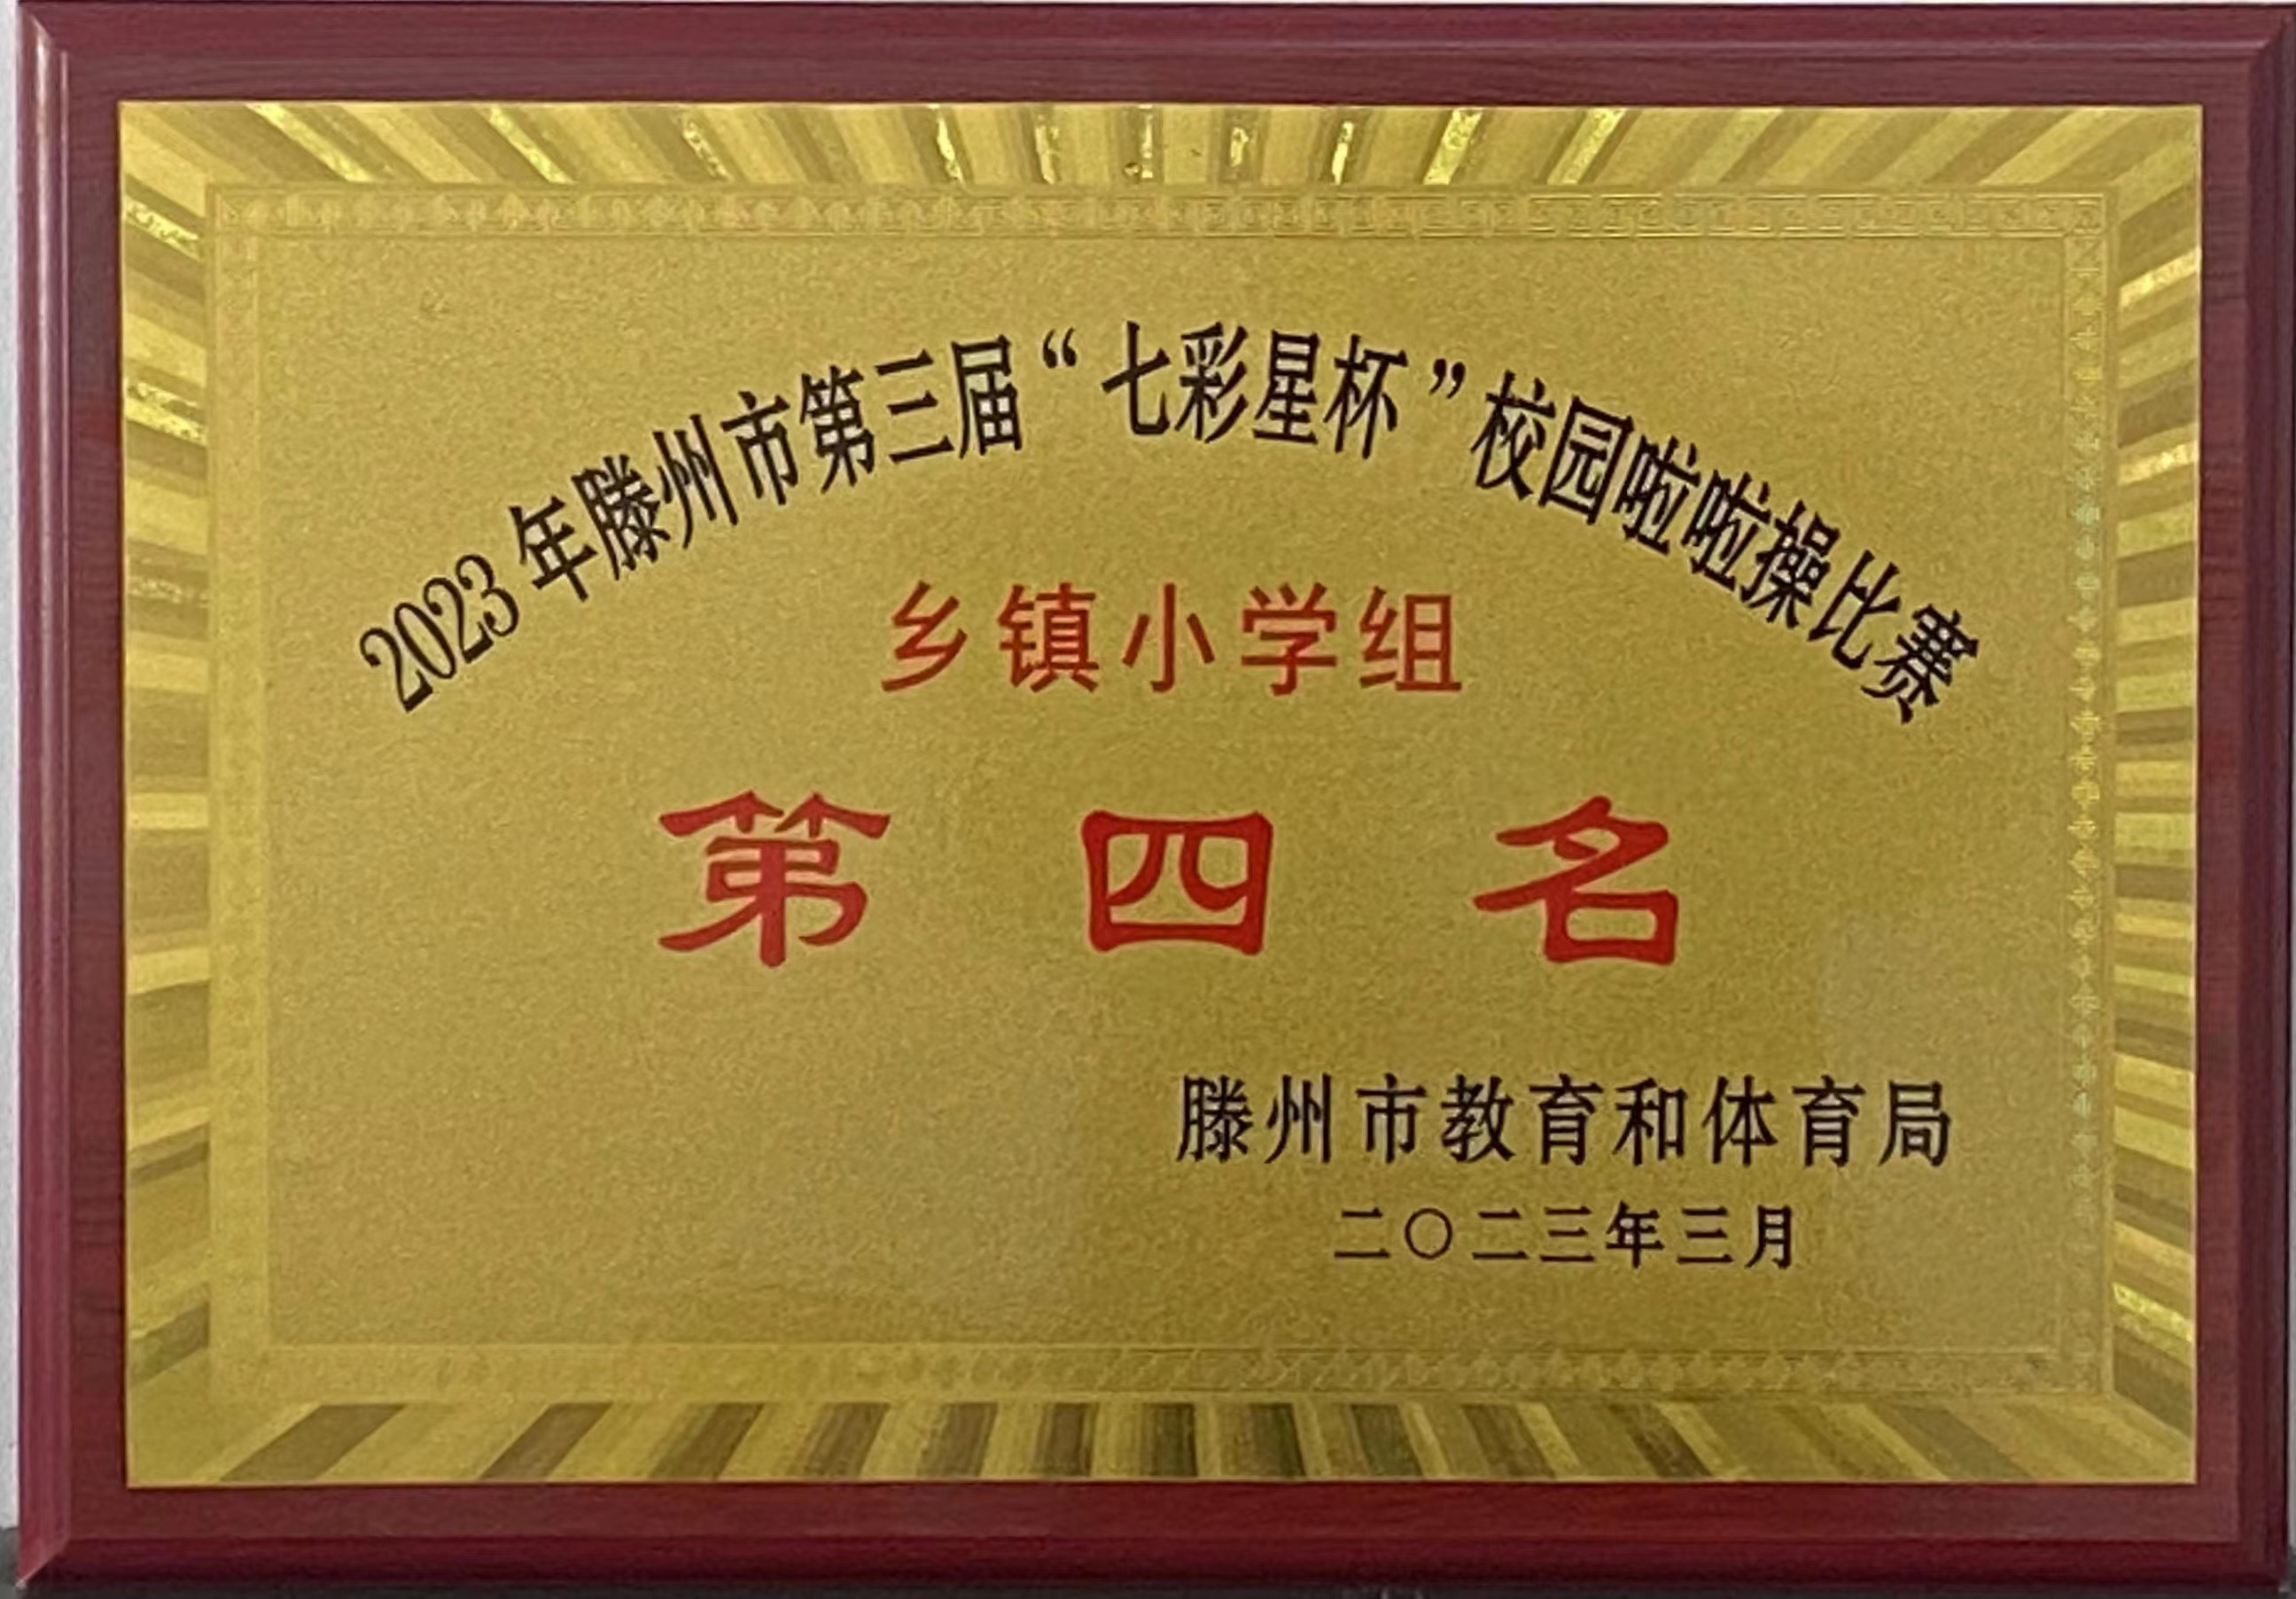 2023年滕州市第三届“七彩星杯”校园啦啦操比赛
乡镇小学组
第四名
滕州市教育和体育局
二〇二三年三月